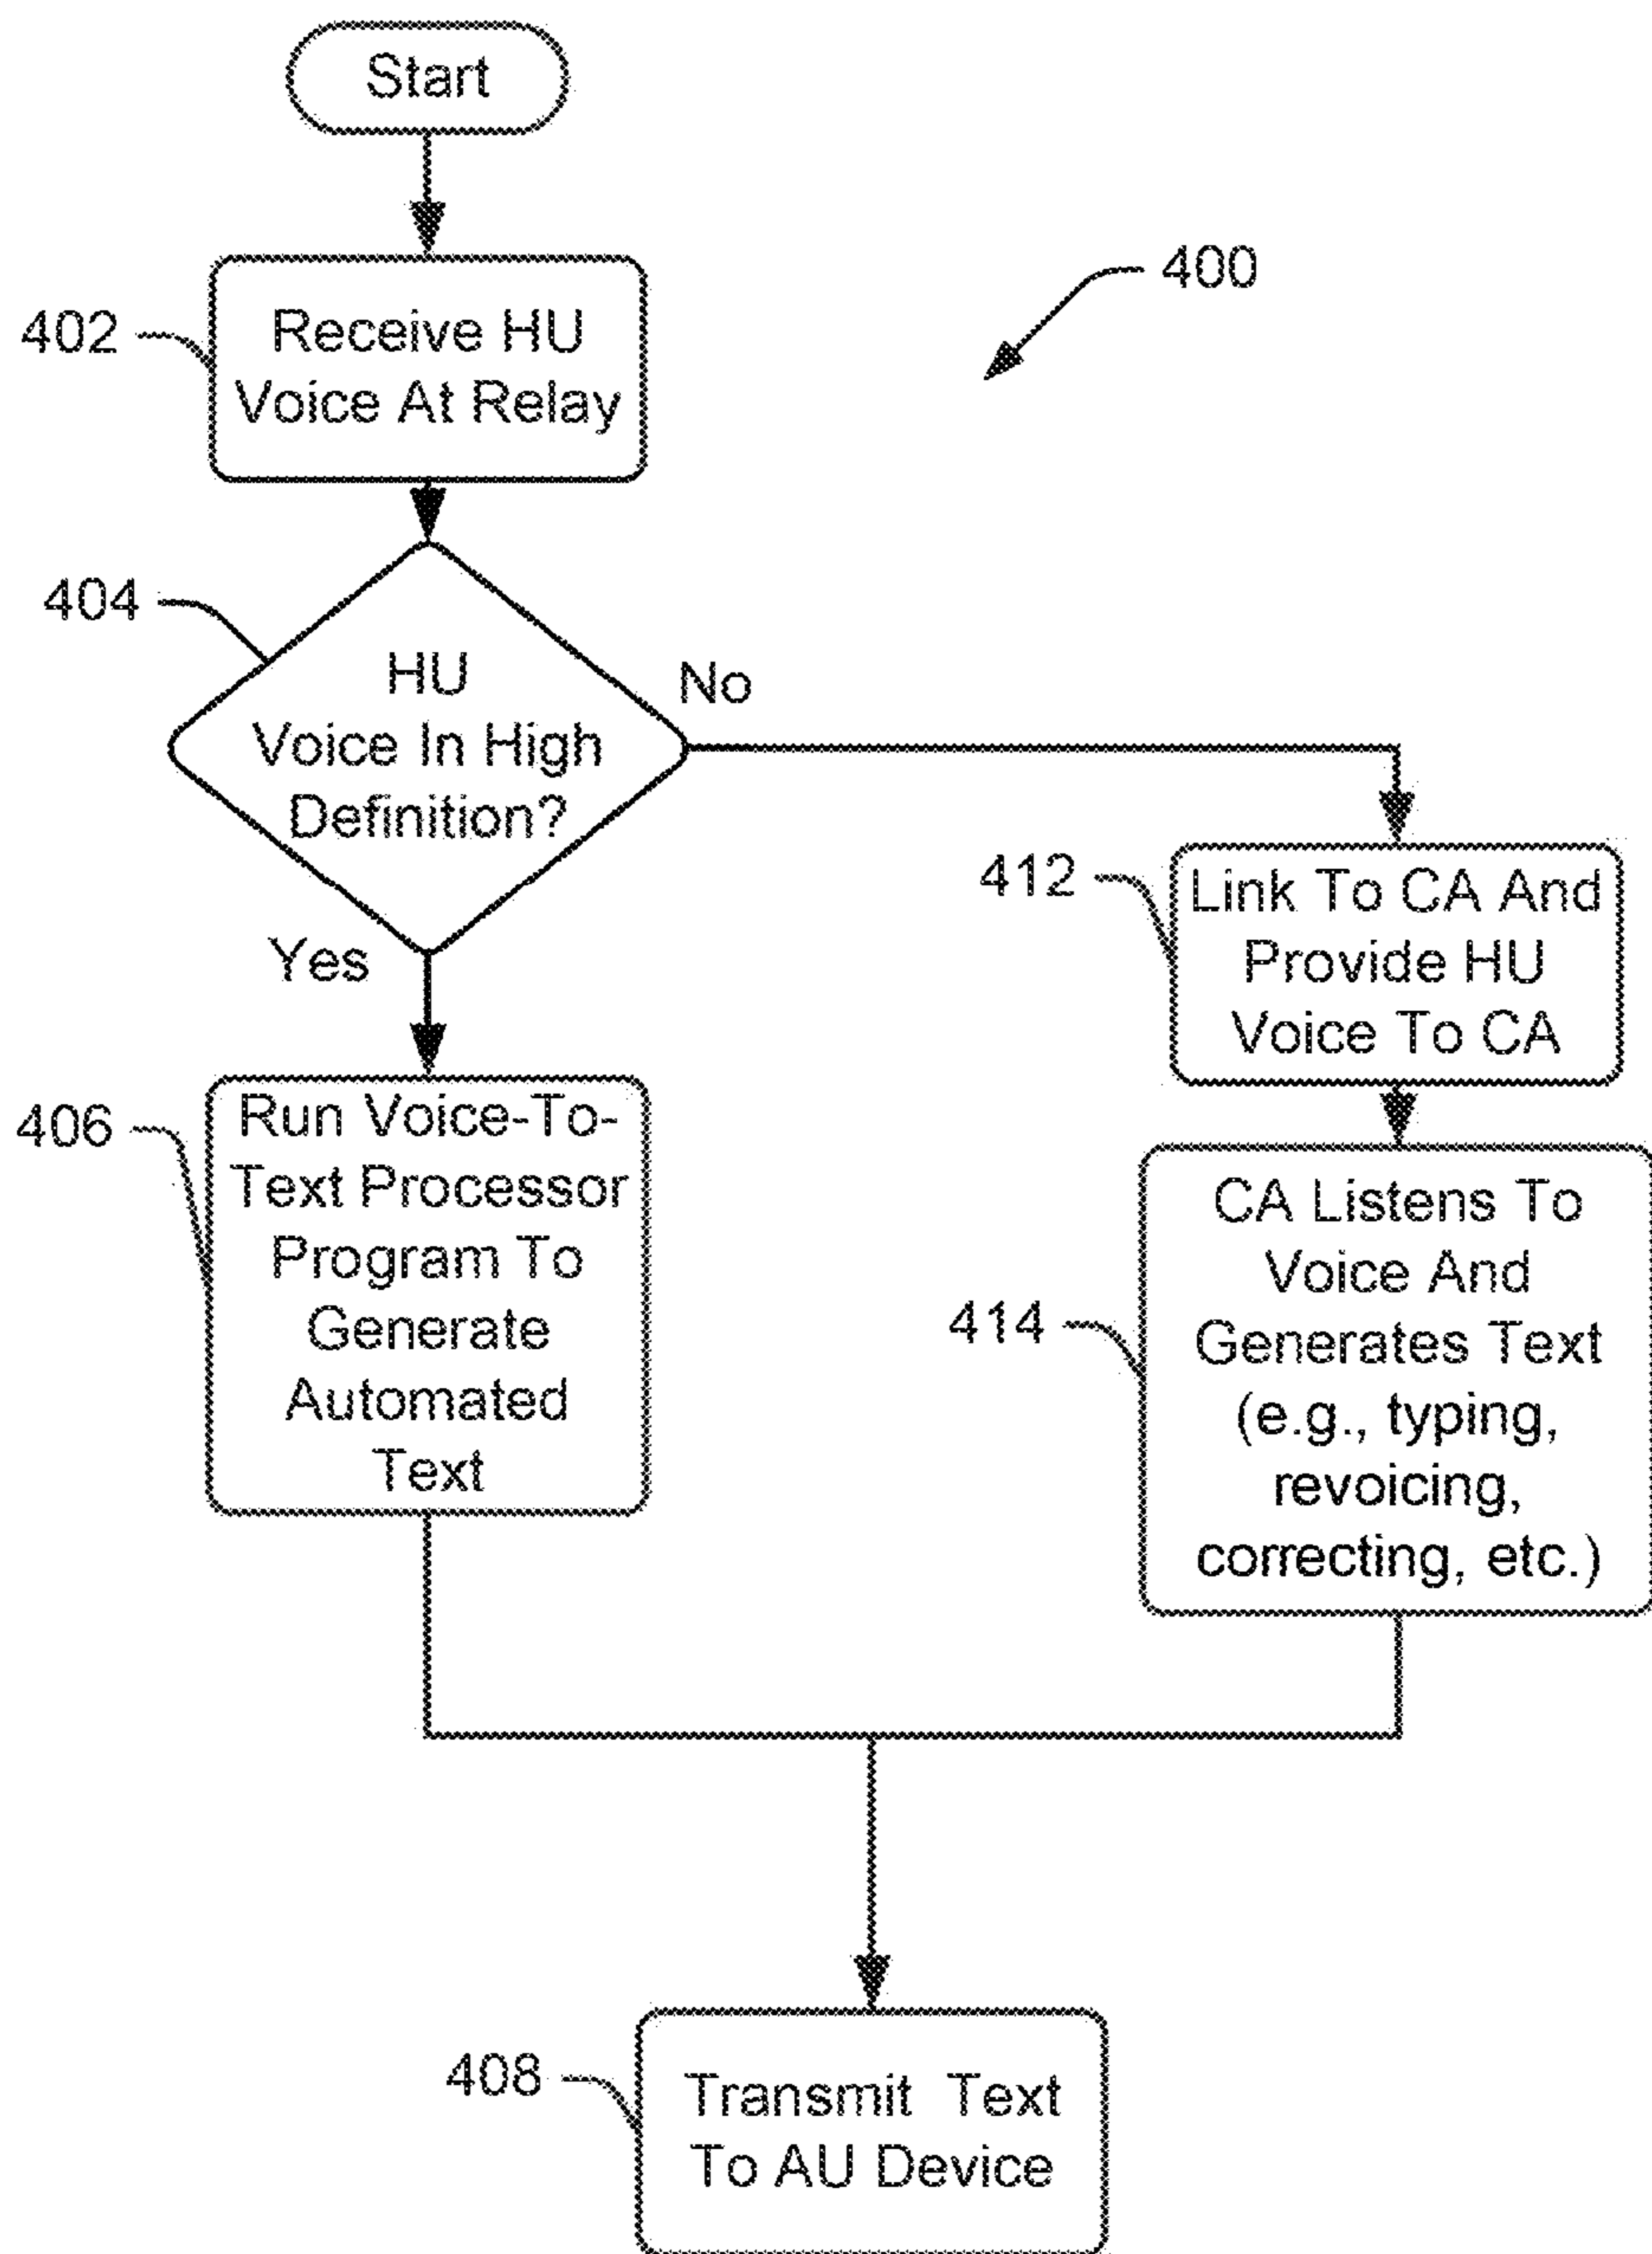 Start
400
402
Receive HU
Voice At Relay
404
HU
Voice In High
Definition?
No
Yes
412
Link To CA And
Provide HU
Voice To CA
406
Run Voice-To-
Text Processor
Program To
Generate
Automated
Text
414
CA Listens To
Voice And
Generates Text
(e.g., typing,
revoicing,
correcting, etc.)
408
Transmit Text
To AU Device